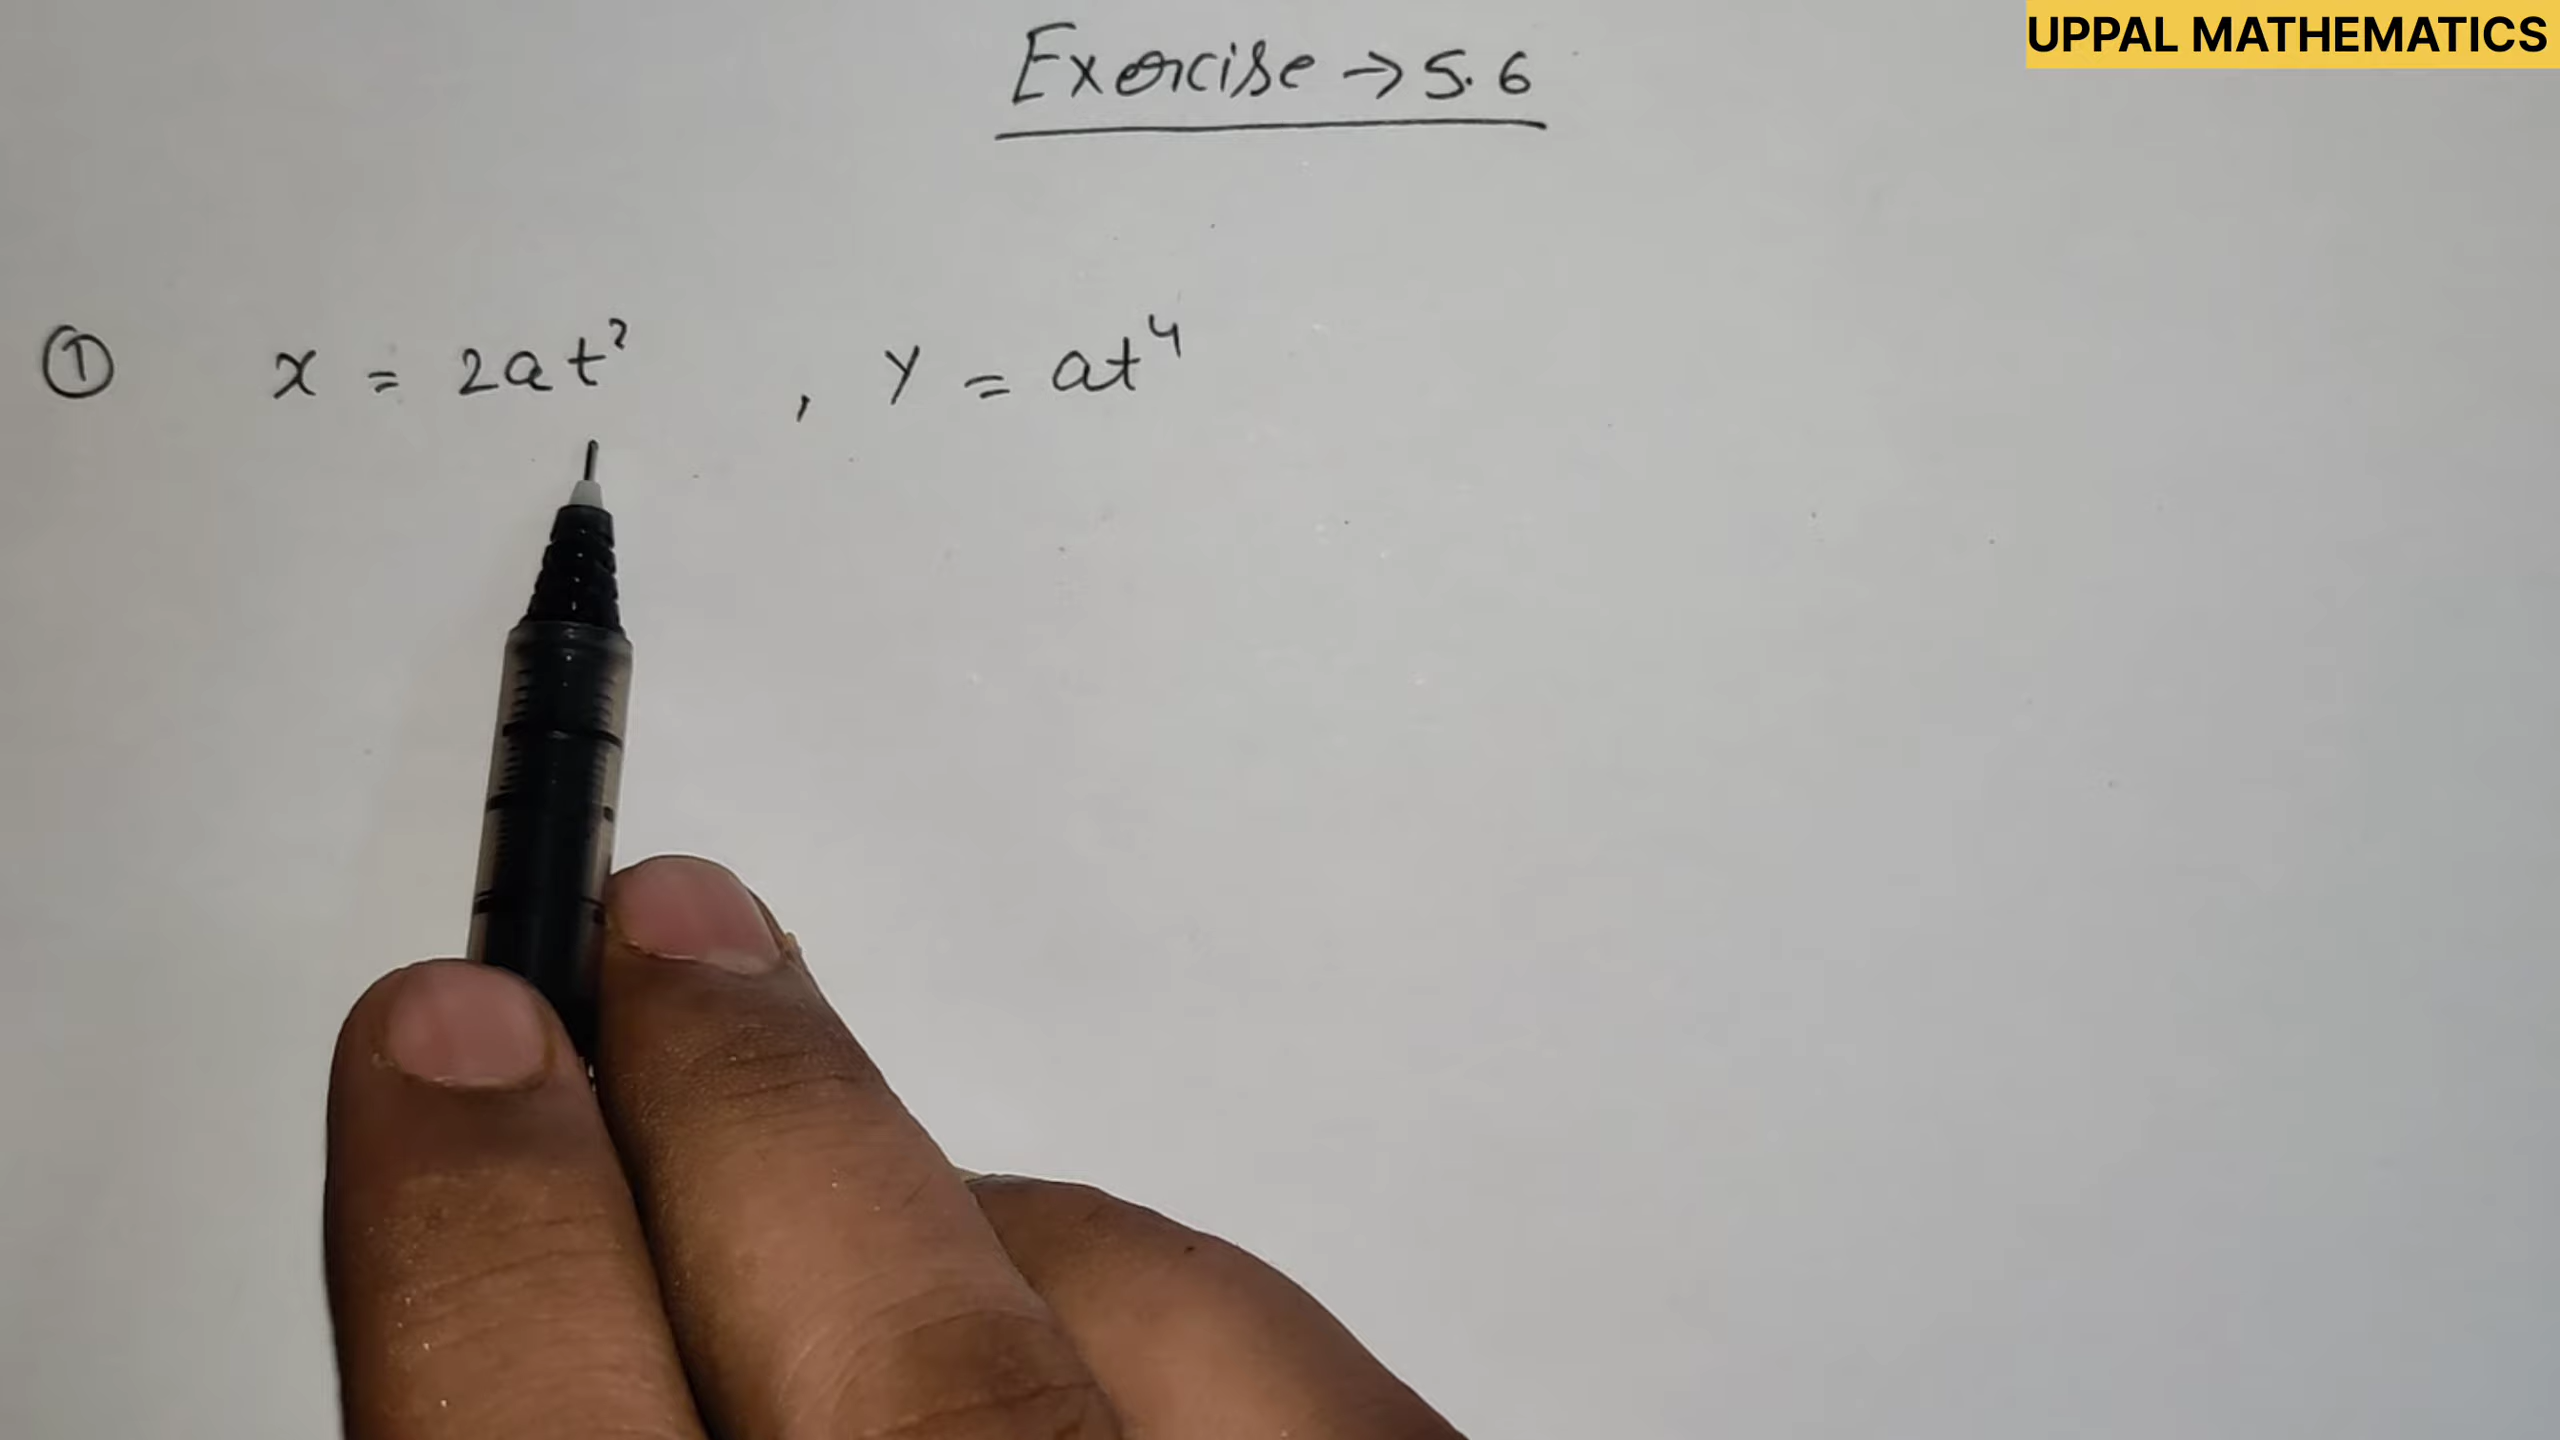 UPPAL MATHEMATICS
Exercise → 5.6
① x = 2at² , y = at⁴